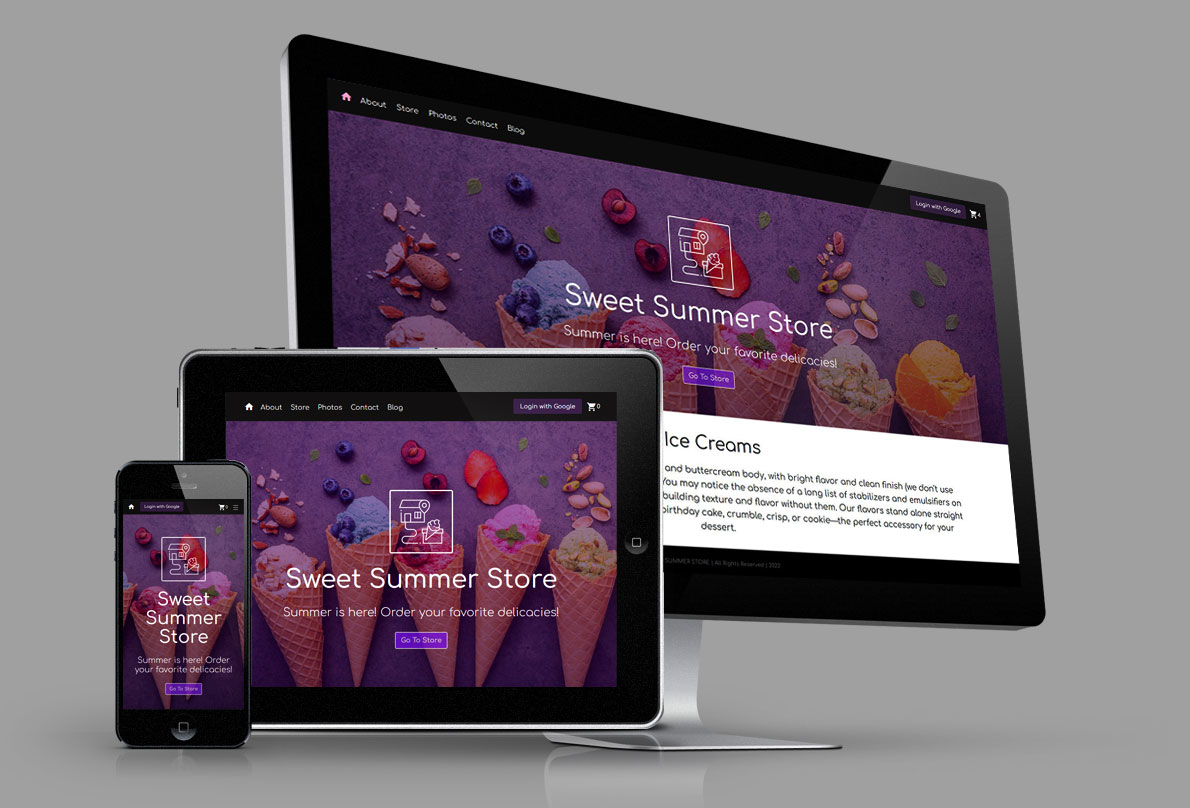 About Store Photos Contact Blog
Login with Google 4
Sweet Summer Store
Summer is here! Order your favorite delicacies!
Go To Store
Ice Creams
and buttercream body, with bright flavor and clean finish (we don't use
You may notice the absence of a long list of stabilizers and emulsifiers on
building texture and flavor without them. Our flavors stand alone straight
birthday cake, crumble, crisp, or cookie—the perfect accessory for your
dessert.
SUMMER STORE | All Rights Reserved | 2020
About Store Photos Contact Blog Login with Google 0
Sweet Summer Store
Summer is here! Order your favorite delicacies!
Go To Store
Login with Google 0
Sweet
Summer
Store
Summer is here! Order
your favorite delicacies!
Go To Store